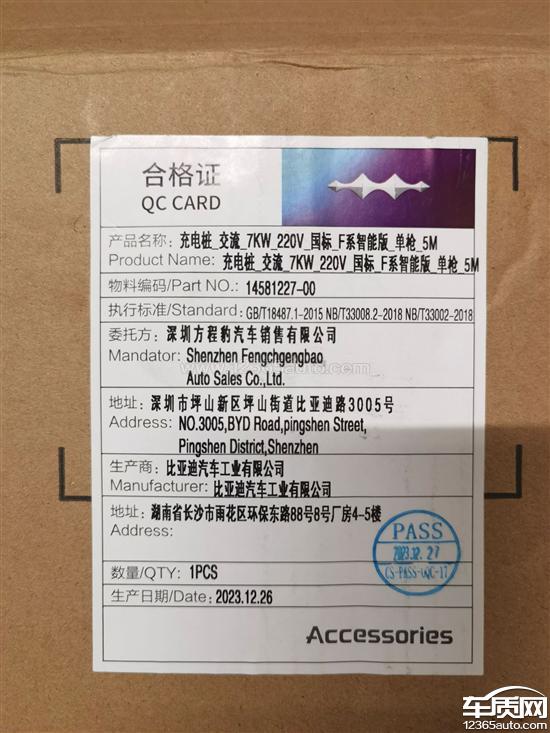 合格证
QC CARD
产品名称: 充电桩_交流_7KW_220V_国标_F系智能版_单枪_5M
Product Name: 充电桩_交流_7KW_220V_国标_F系智能版_单枪_5M
物料编码/Part NO.: 14581227-00
执行标准/Standard: GB/T18487.1-2015 NB/T33008.2-2018 NB/T33002-2018
委托方: 深圳方程豹汽车销售有限公司
Mandator: Shenzhen Fengchgengbao
Auto Sales Co.,Ltd.
地址: 深圳市坪山新区坪山街道比亚迪路3005号
Address: NO.3005,BYD Road,pingshen Street,
Pingshen District,Shenzhen
生产商: 比亚迪汽车工业有限公司
Manufacturer: 比亚迪汽车工业有限公司
地址: 湖南省长沙市雨花区环保东路88号8号厂房4-5楼
Address:
PASS
2023.12.27
CS-PASS-OQC-17
数量/QTY: 1PCS
生产日期/Date: 2023.12.26
Accessories
车质网
12365auto.com